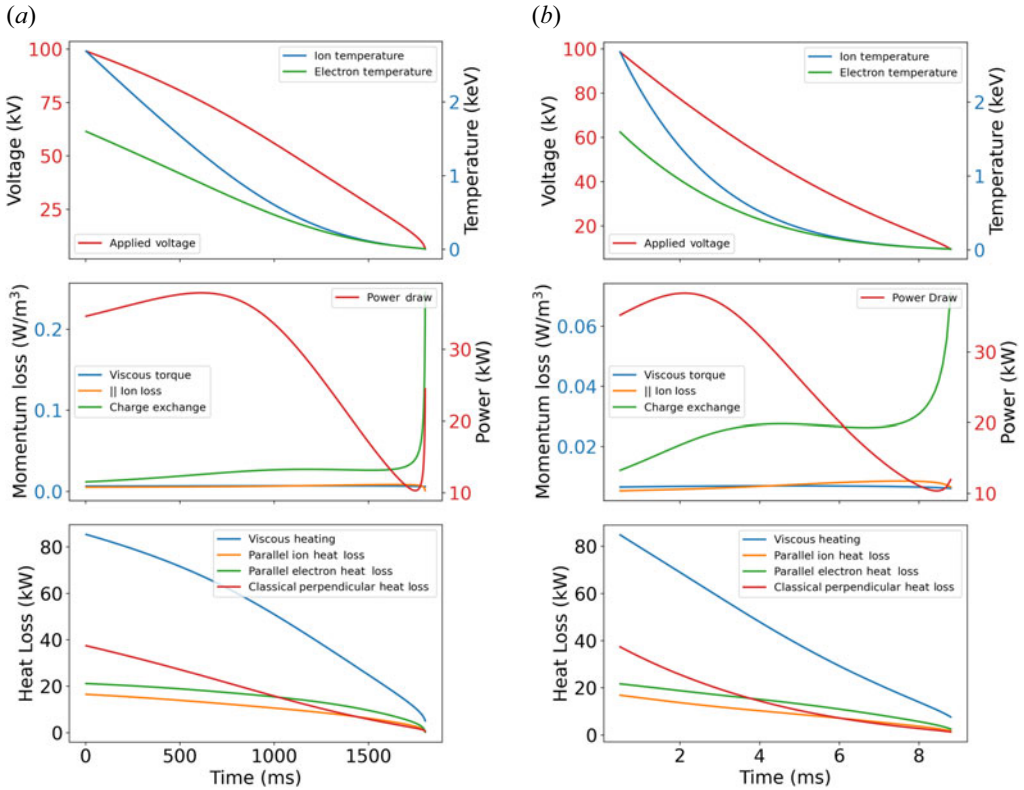 (a)
100
75
50
25
Voltage (kV)
Ion temperature
Electron temperature
Applied voltage
2
1
0
Temperature (keV)
0.2
0.1
0.0
Momentum loss (W/m³)
Power draw
Viscous torque
|| Ion loss
Charge exchange
30
20
10
Power (kW)
80
60
40
20
0
Heat Loss (kW)
Viscous heating
Parallel ion heat loss
Parallel electron heat loss
Classical perpendicular heat loss
0 500 1000 1500
Time (ms)
(b)
100
80
60
40
20
Voltage (kV)
Ion temperature
Electron temperature
Applied voltage
2
1
0
Temperature (keV)
0.06
0.04
0.02
Momentum loss (W/m³)
Power Draw
Viscous torque
|| Ion loss
Charge exchange
30
20
10
Power (kW)
80
60
40
20
0
Heat Loss (kW)
Viscous heating
Parallel ion heat loss
Parallel electron heat loss
Classical perpendicular heat loss
2 4 6 8
Time (ms)